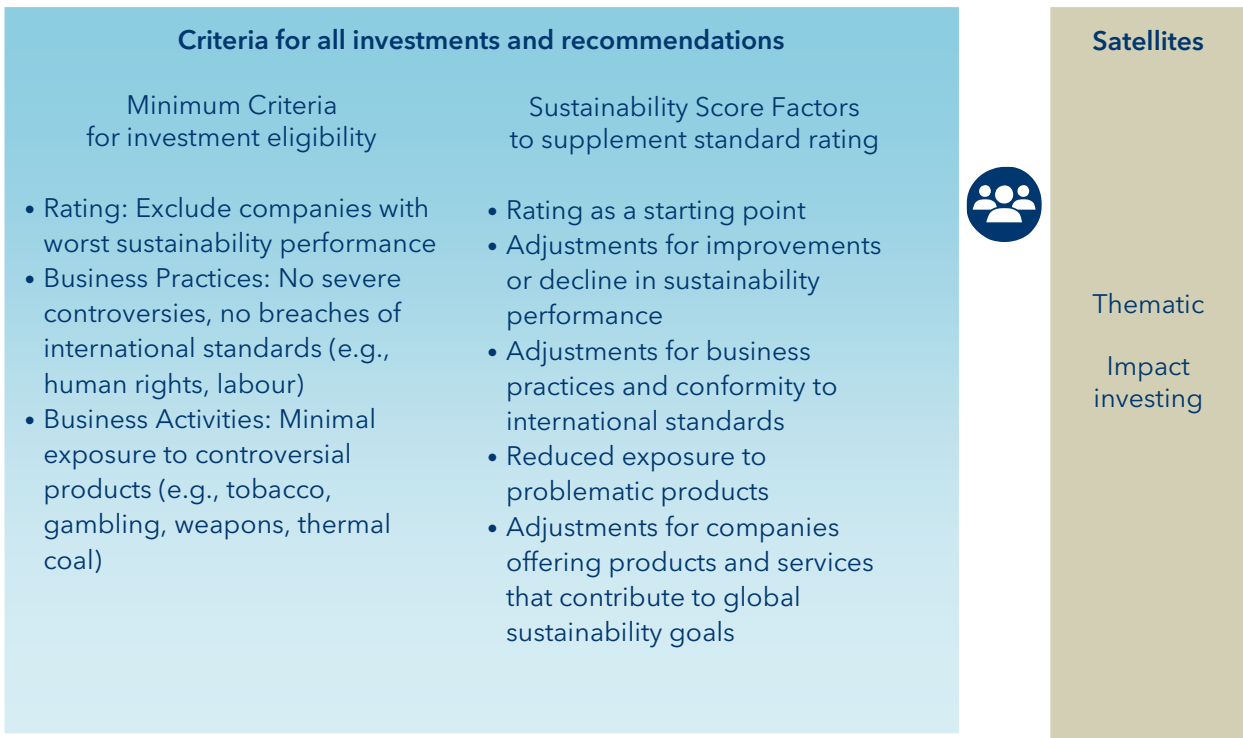 Criteria for all investments and recommendations
Minimum Criteria
for investment eligibility
• Rating: Exclude companies with
worst sustainability performance
• Business Practices: No severe
controversies, no breaches of
international standards (e.g.,
human rights, labour)
• Business Activities: Minimal
exposure to controversial
products (e.g., tobacco,
gambling, weapons, thermal
coal)
Sustainability Score Factors
to supplement standard rating
• Rating as a starting point
• Adjustments for improvements
or decline in sustainability
performance
• Adjustments for business
practices and conformity to
international standards
• Reduced exposure to
problematic products
• Adjustments for companies
offering products and services
that contribute to global
sustainability goals
Satellites
Thematic
Impact
investing